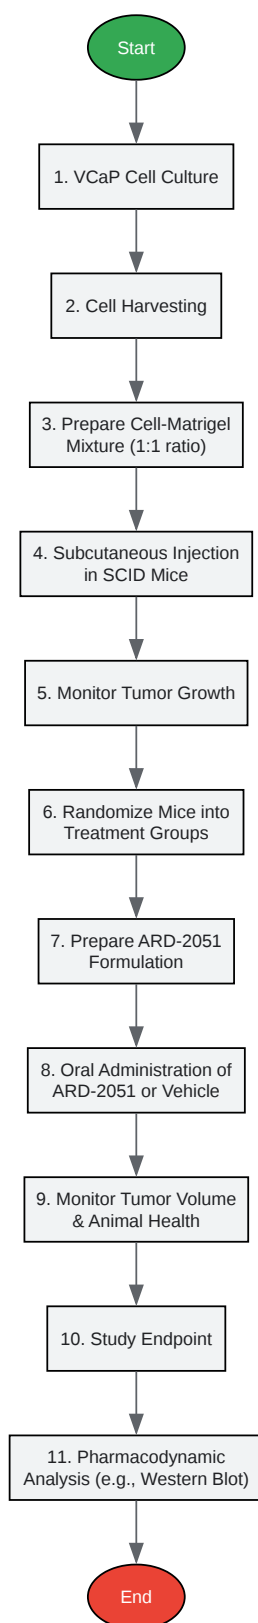 Start
1. VCaP Cell Culture
2. Cell Harvesting
3. Prepare Cell-Matrigel
Mixture (1:1 ratio)
4. Subcutaneous Injection
in SCID Mice
5. Monitor Tumor Growth
6. Randomize Mice into
Treatment Groups
7. Prepare ARD-2051
Formulation
8. Oral Administration of
ARD-2051 or Vehicle
9. Monitor Tumor Volume
& Animal Health
10. Study Endpoint
11. Pharmacodynamic
Analysis (e.g., Western Blot)
End